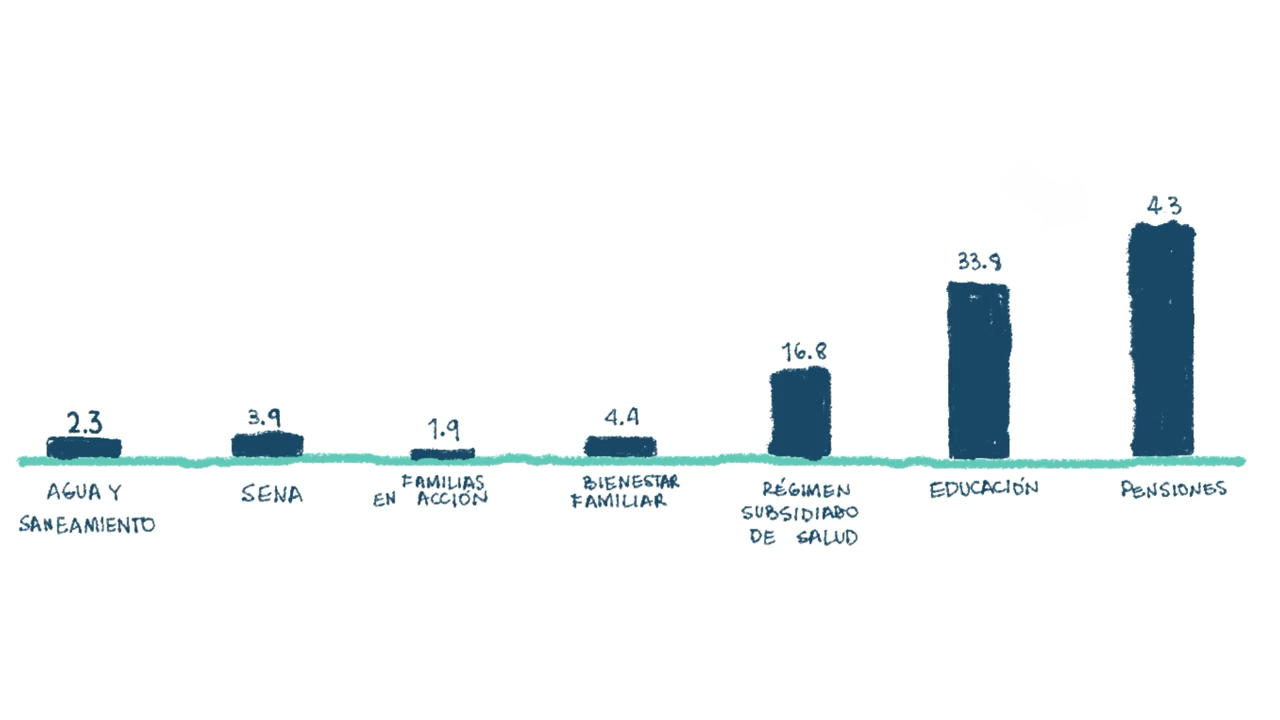 2.3
3.9
1.9
4.4
16.8
33.9
43
AGUA Y
SANEAMIENTO
SENA
FAMILIAS
EN ACCIÓN
BIENESTAR
FAMILIAR
RÉGIMEN
SUBSIDIADO
DE SALUD
EDUCACIÓN
PENSIONES